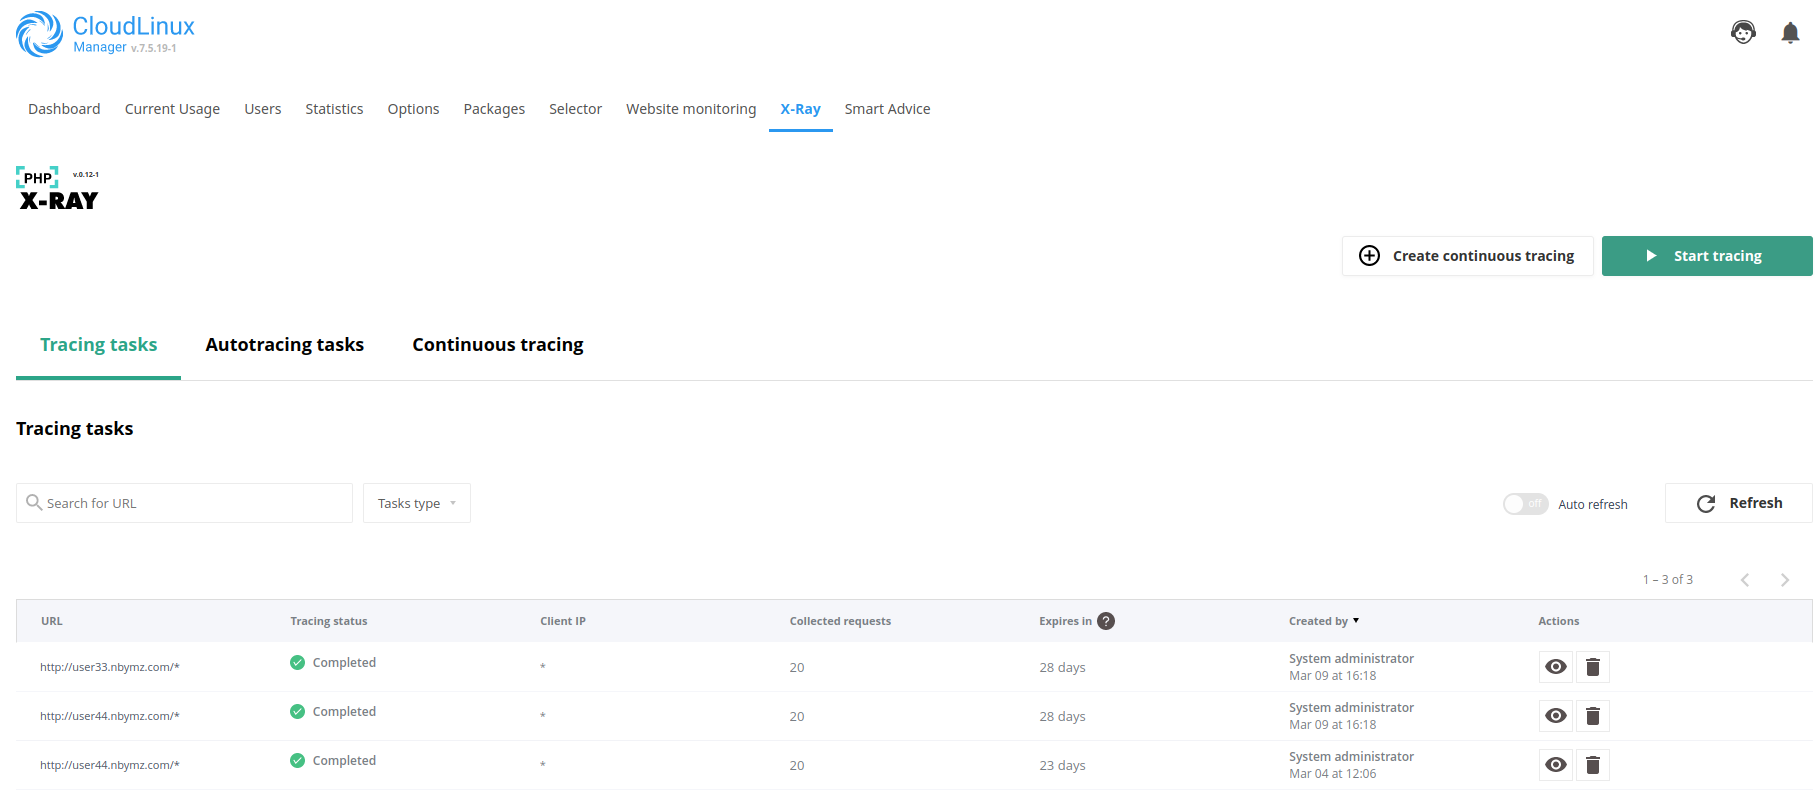 CloudLinux
Manager v.7.5.19-1
Dashboard Current Usage Users Statistics Options Packages Selector Website monitoring X-Ray Smart Advice
PHP v.0.12-1
X-RAY
Create continuous tracing Start tracing
Tracing tasks Autotracing tasks Continuous tracing
Tracing tasks
Search for URL Tasks type off Auto refresh Refresh
1 – 3 of 3
URL Tracing status Client IP Collected requests Expires in ? Created by Actions
http://user33.nbymz.com/* Completed * 20 28 days System administrator
Mar 09 at 16:18
http://user44.nbymz.com/* Completed * 20 28 days System administrator
Mar 09 at 16:18
http://user44.nbymz.com/* Completed * 20 23 days System administrator
Mar 04 at 12:06